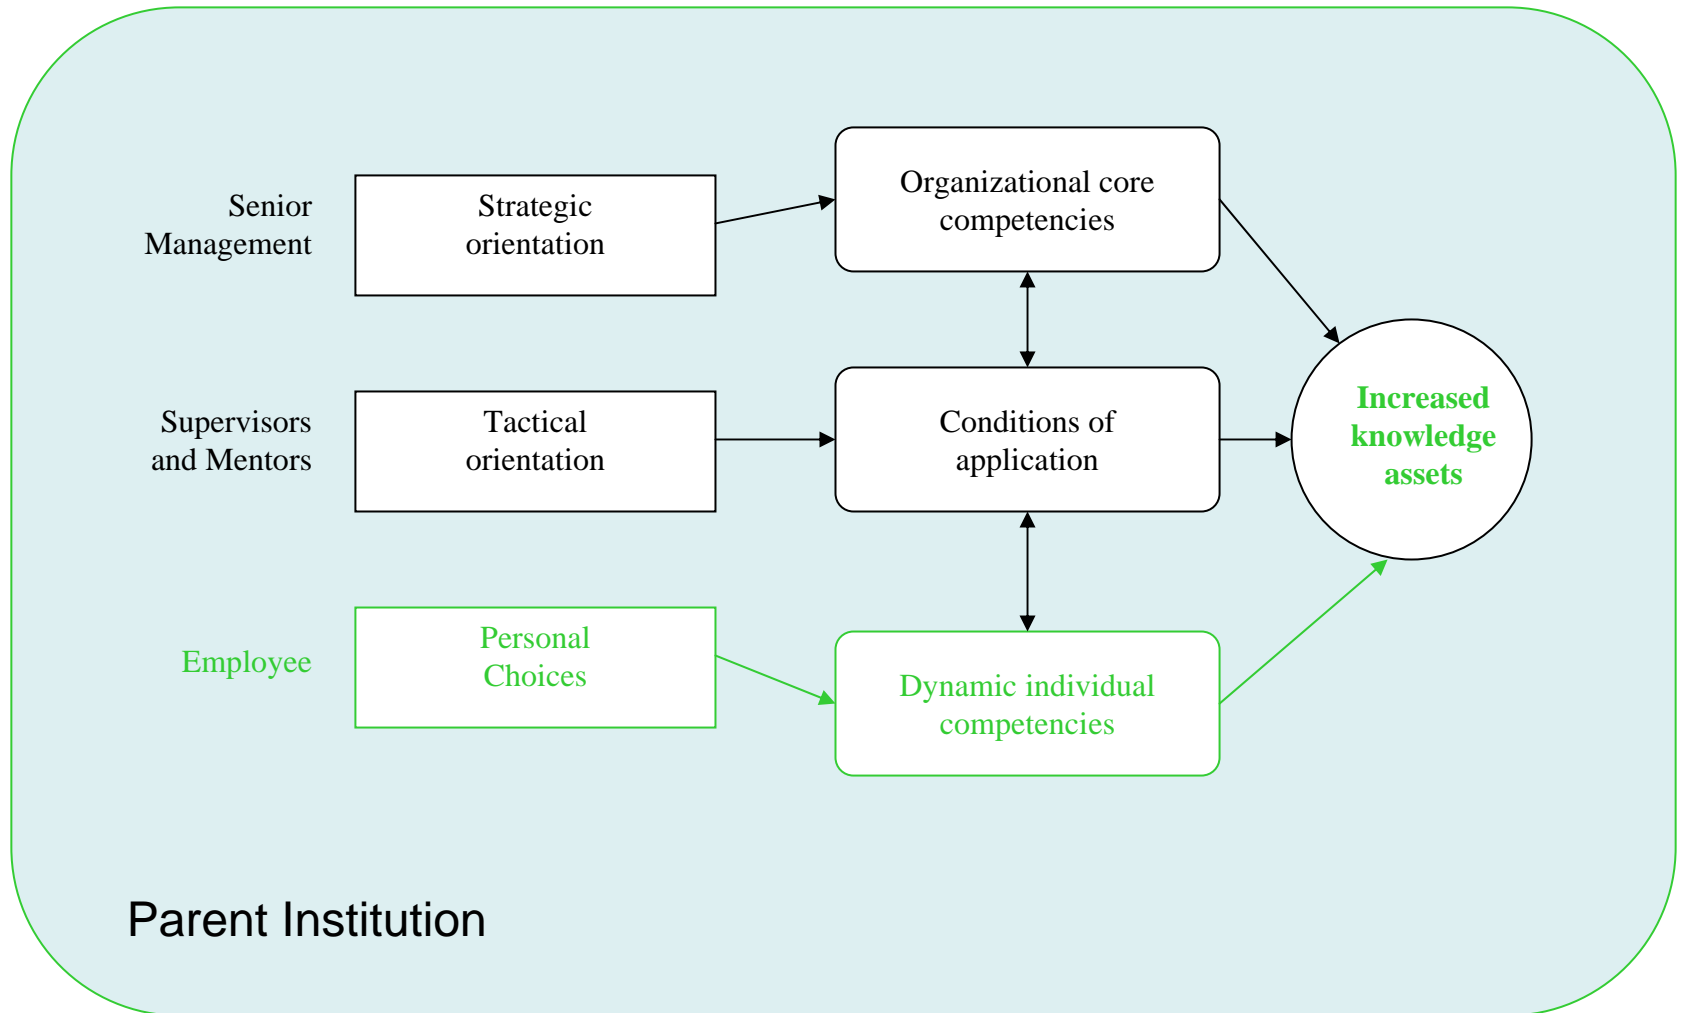 Senior
Management
Strategic
orientation
Organizational core
competencies
Supervisors
and Mentors
Tactical
orientation
Conditions of
application
Increased
knowledge
assets
Employee
Personal
Choices
Dynamic individual
competencies
Parent Institution